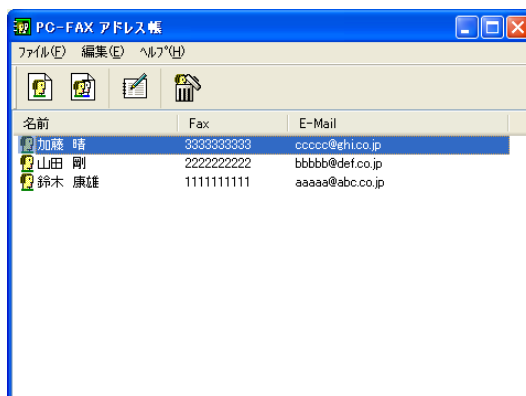 PC-FAX アドレス帳
ファイル(F) 編集(E) ヘルプ(H)
名前 Fax E-Mail
加藤 晴 3333333333 ccccc@ghi.co.jp
山田 剛 2222222222 bbbbb@def.co.jp
鈴木 康雄 1111111111 aaaaa@abc.co.jp